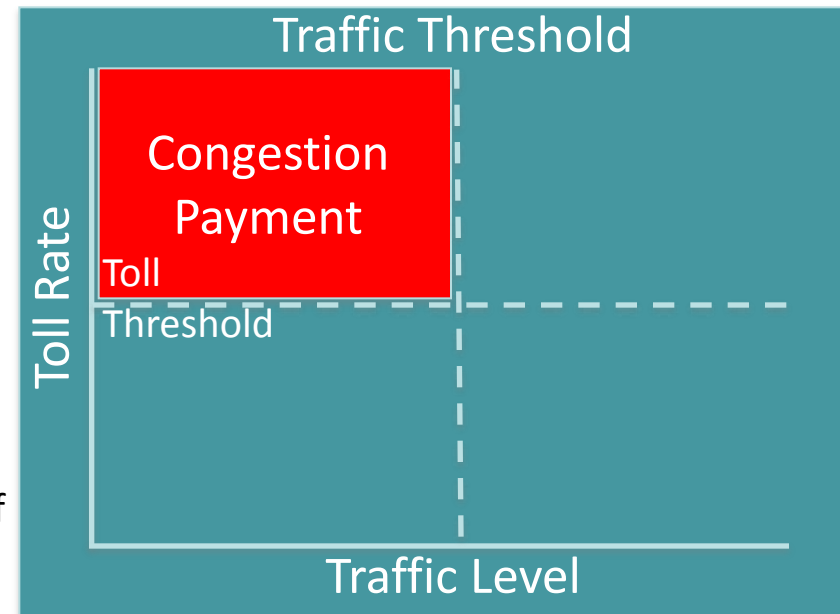 Traffic Threshold
Congestion
Payment
Toll
Threshold
Toll Rate
f
Traffic Level